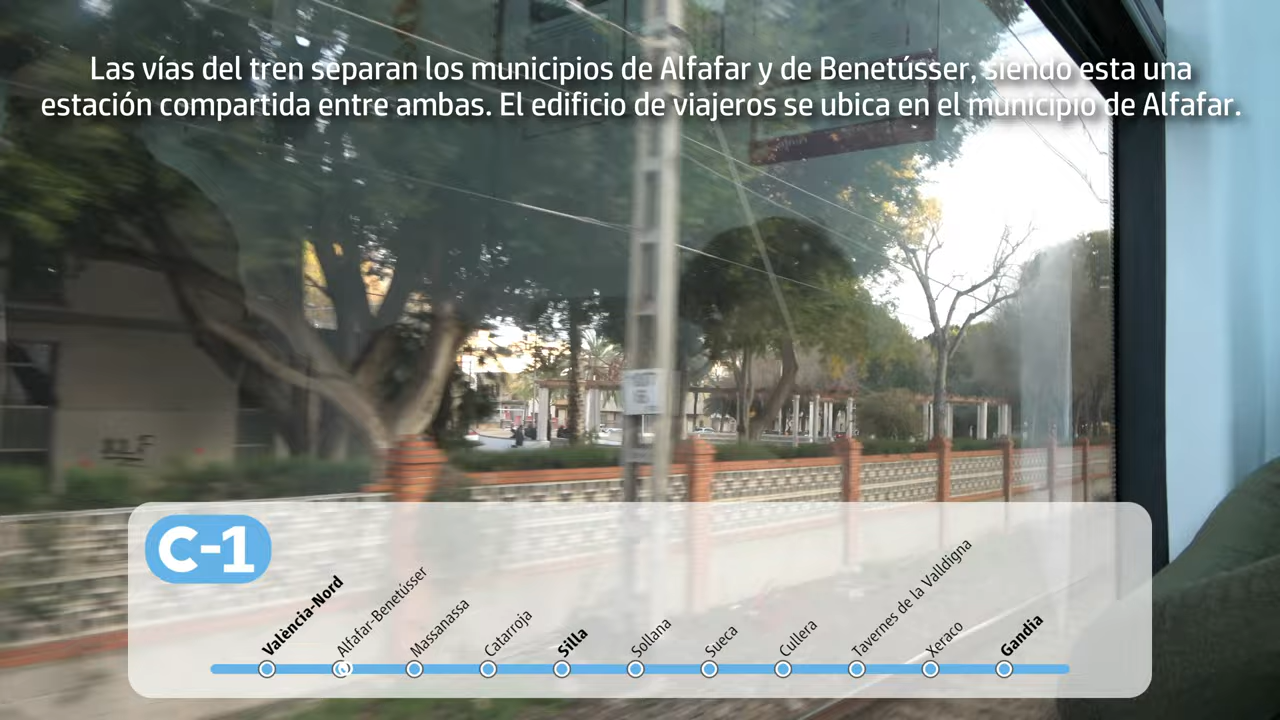 Las vías del tren separan los municipios de Alfafar y de Benetússer, siendo esta una
estación compartida entre ambas. El edificio de viajeros se ubica en el municipio de Alfafar.
C-1
València-Nord
Alfafar-Benetússer
Massanassa
Catarroja
Silla
Sollana
Sueca
Cullera
Tavernes de la Valldigna
Xeraco
Gandia